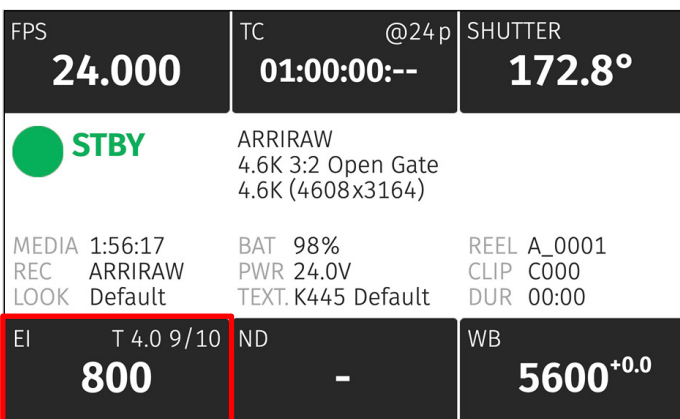 FPS
24.000
TC @24p
01:00:00:--
SHUTTER
172.8°
STBY
ARRIRAW
4.6K 3:2 Open Gate
4.6K (4608x3164)
MEDIA 1:56:17
REC ARRIRAW
LOOK Default
BAT 98%
PWR 24.0V
TEXT. K445 Default
REEL A_0001
CLIP C000
DUR 00:00
EI T 4.0 9/10
800
ND
-
WB
5600+0.0